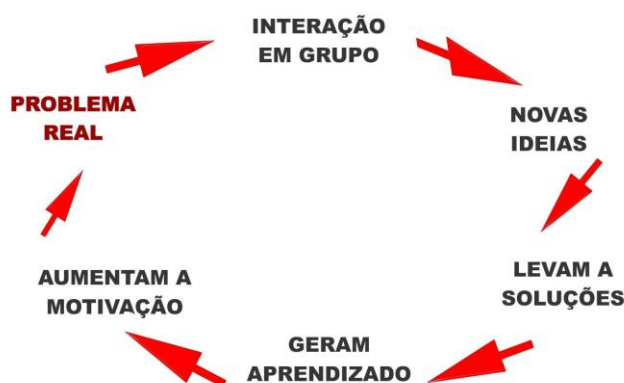 INTERAÇÃO
EM GRUPO
NOVAS
IDEIAS
LEVAM A
SOLUÇÕES
GERAM
APRENDIZADO
AUMENTAM A
MOTIVAÇÃO
PROBLEMA
REAL